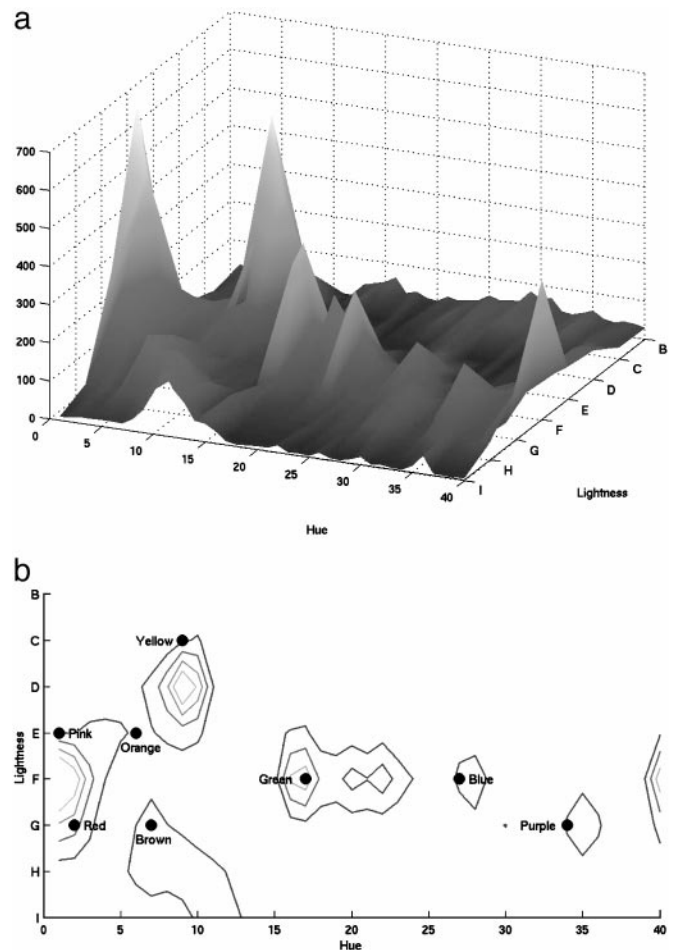 a
700
600
500
400
300
200
100
0
0
5
10
15
20
25
30
35
40
B
C
D
E
F
G
H
I
Lightness
Hue
b
B
C
D
E
F
G
H
I
Lightness
Yellow
Pink
Orange
Green
Blue
Red
Brown
Purple
0
5
10
15
20
25
30
35
40
Hue